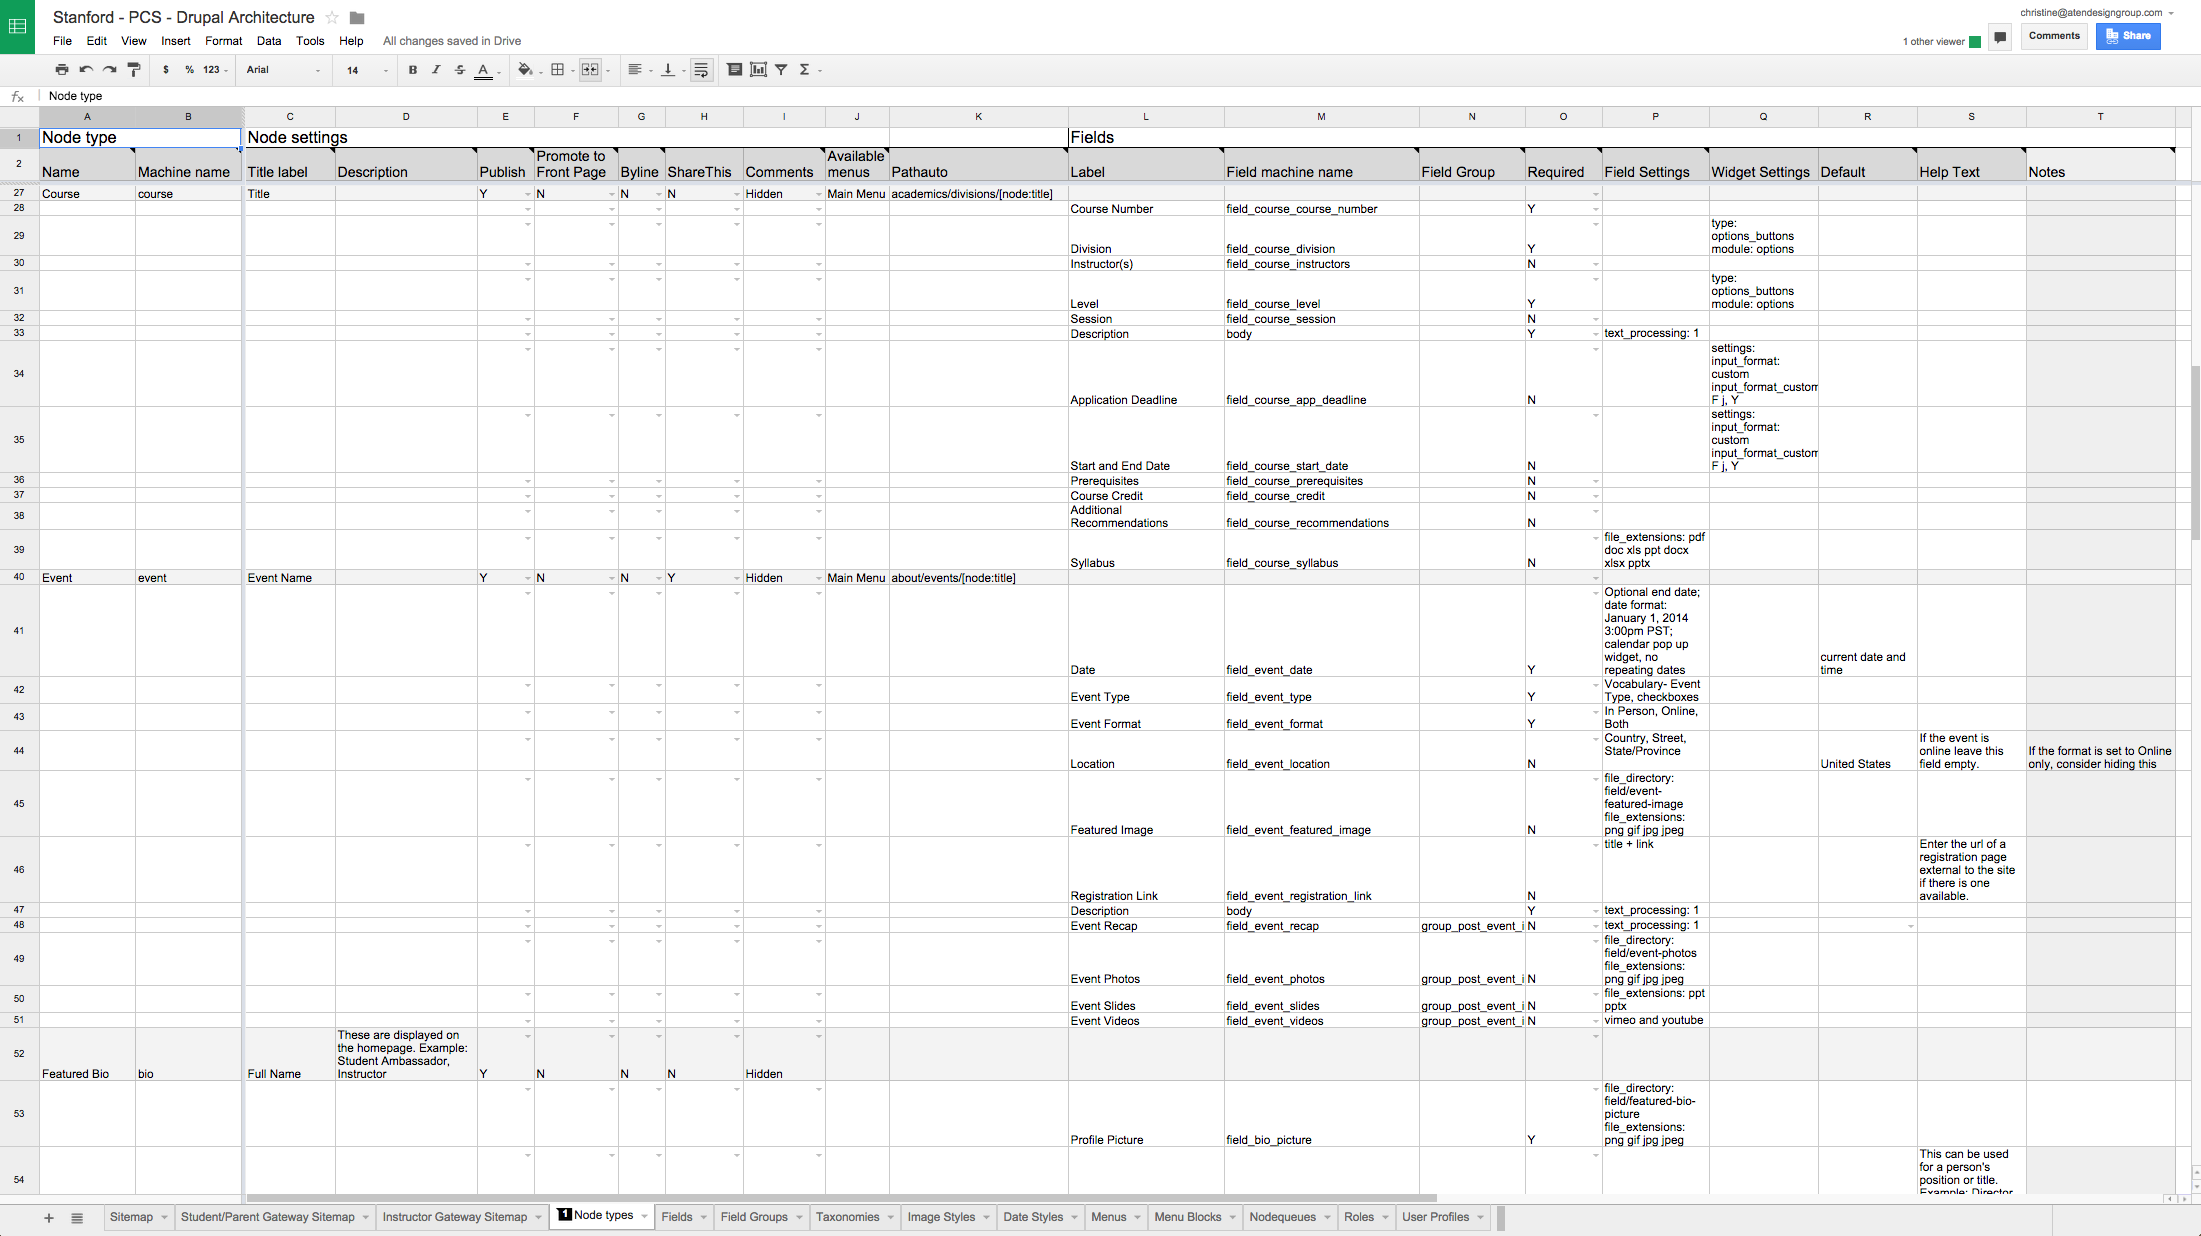 Stanford - PCS - Drupal Architecture
christine@atendesigngroup.com
File Edit View Insert Format Data Tools Help All changes saved in Drive
1 other viewer Comments Share
$ % 123 Arial 14 B I S A Σ
fx Node type
A B C D E F G H I J K L M N O P Q R S T
1 Node type Node settings Fields
2 Name Machine name Title label Description Publish Promote to Front Page Byline ShareThis Comments Available menus Pathauto Label Field machine name Field Group Required Field Settings Widget Settings Default Help Text Notes
27 Course course Title Y N N N Hidden Main Menu academics/divisions/[node:title]
28 Course Number field_course_course_number Y
29 Division field_course_division Y type: options_buttons module: options
30 Instructor(s) field_course_instructors N
31 Level field_course_level Y type: options_buttons module: options
32 Session field_course_session N
33 Description body Y text_processing: 1
34 Application Deadline field_course_app_deadline N settings: input_format: custom input_format_custom F j, Y
35 Start and End Date field_course_start_date N settings: input_format: custom input_format_custom F j, Y
36 Prerequisites field_course_prerequisites N
37 Course Credit field_course_credit N
38 Additional Recommendations field_course_recommendations N
39 Syllabus field_course_syllabus N file_extensions: pdf doc xls ppt docx xlsx pptx
40 Event event Event Name Y N N Y Hidden Main Menu about/events/[node:title]
41 Date field_event_date Y Optional end date; date format: January 1, 2014 3:00pm PST; calendar pop up widget, no repeating dates current date and time
42 Event Type field_event_type Y Vocabulary- Event Type, checkboxes
43 Event Format field_event_format Y In Person, Online, Both
44 Location field_event_location N Country, Street, State/Province United States If the event is online leave this field empty. If the format is set to Online only, consider hiding this
45 Featured Image field_event_featured_image N file_directory: field/event-featured-image file_extensions: png gif jpg jpeg
46 Registration Link field_event_registration_link N title + link Enter the url of a registration page external to the site if there is one available.
47 Description body Y text_processing: 1
48 Event Recap field_event_recap group_post_event_i N text_processing: 1
49 Event Photos field_event_photos group_post_event_i N file_directory: field/event-photos file_extensions: png gif jpg jpeg
50 Event Slides field_event_slides group_post_event_i N file_extensions: ppt pptx
51 Event Videos field_event_videos group_post_event_i N vimeo and youtube
52 Featured Bio bio Full Name These are displayed on the homepage. Example: Student Ambassador, Instructor Y N N N Hidden
53 Profile Picture field_bio_picture Y file_directory: field/featured-bio-picture file_extensions: png gif jpg jpeg
54 This can be used for a person's position or title. Example: Director
+ Sitemap Student/Parent Gateway Sitemap Instructor Gateway Sitemap 1 Node types Fields Field Groups Taxonomies Image Styles Date Styles Menus Menu Blocks Nodequeues Roles User Profiles